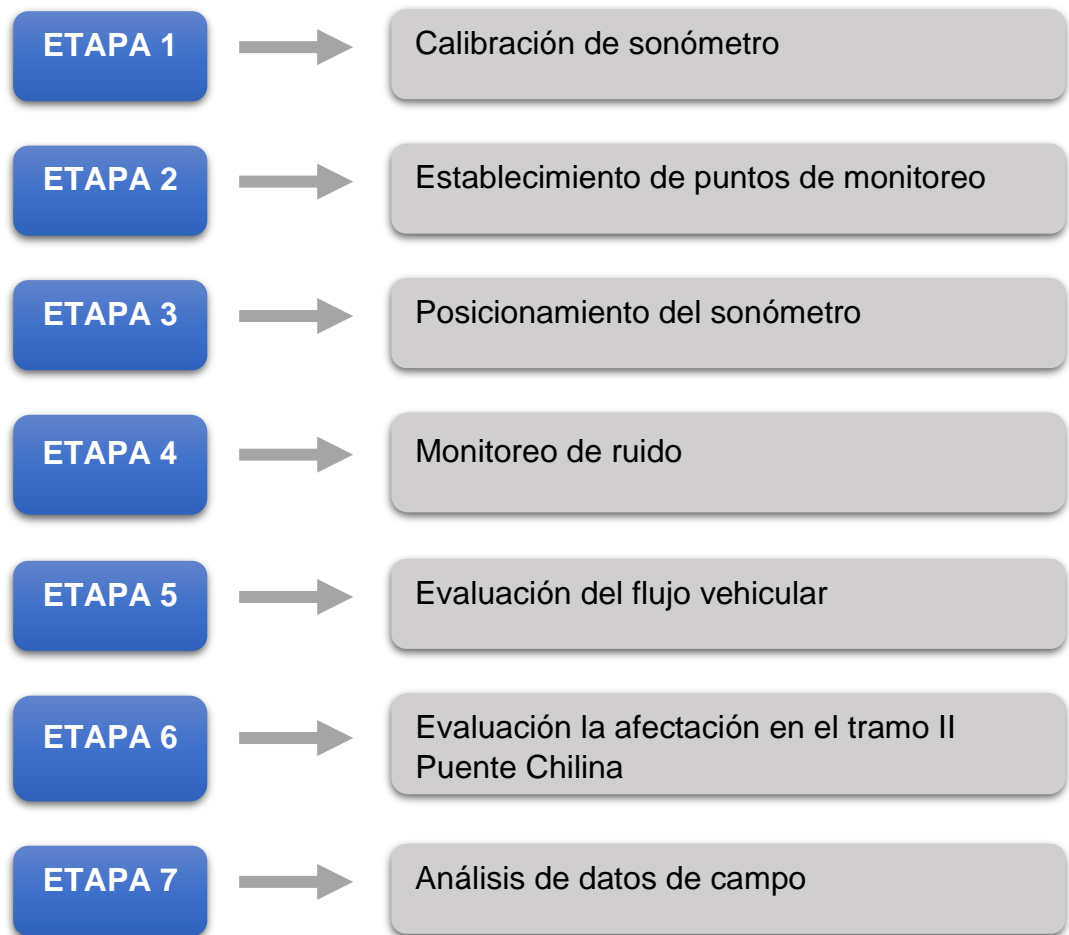 ETAPA 1
Calibración de sonómetro
ETAPA 2
Establecimiento de puntos de monitoreo
ETAPA 3
Posicionamiento del sonómetro
ETAPA 4
Monitoreo de ruido
ETAPA 5
Evaluación del flujo vehicular
ETAPA 6
Evaluación la afectación en el tramo II
Puente Chilina
ETAPA 7
Análisis de datos de campo